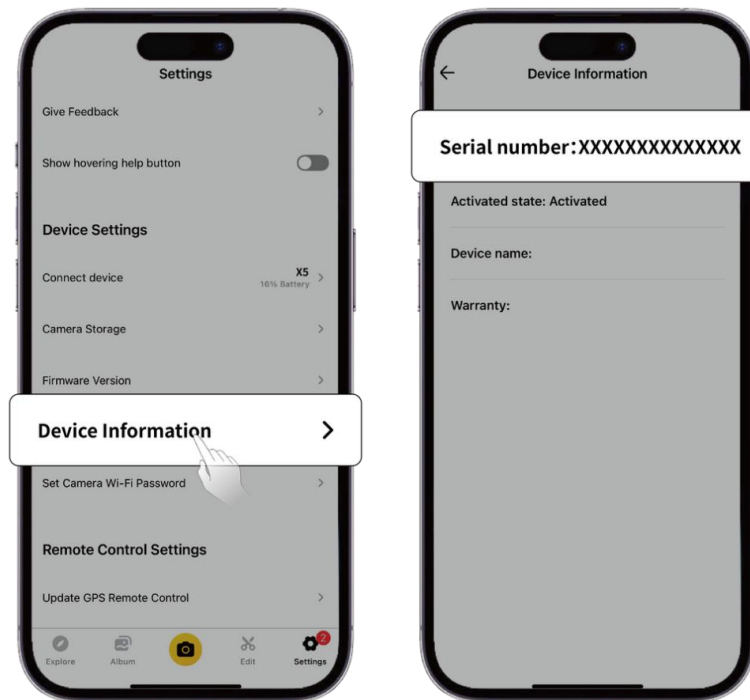 Settings
Give Feedback
Show hovering help button
Device Settings
Connect device
X5
16% Battery
Camera Storage
Firmware Version
Device Information
Set Camera Wi-Fi Password
Remote Control Settings
Update GPS Remote Control
Explore
Album
Edit
Settings
2
Device Information
Serial number:XXXXXXXXXXXXXX
Activated state: Activated
Device name:
Warranty: